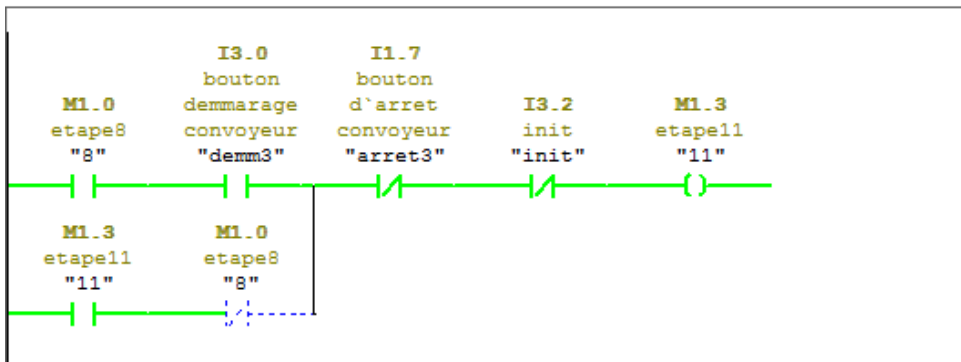 I3.0 I1.7
bouton bouton
M1.0 demmarage d`arret I3.2 M1.3
etape8 convoyeur convoyeur init etape11
"8" "demm3" "arret3" "init" "11"
M1.3 M1.0
etape11 etape8
"11" "8"